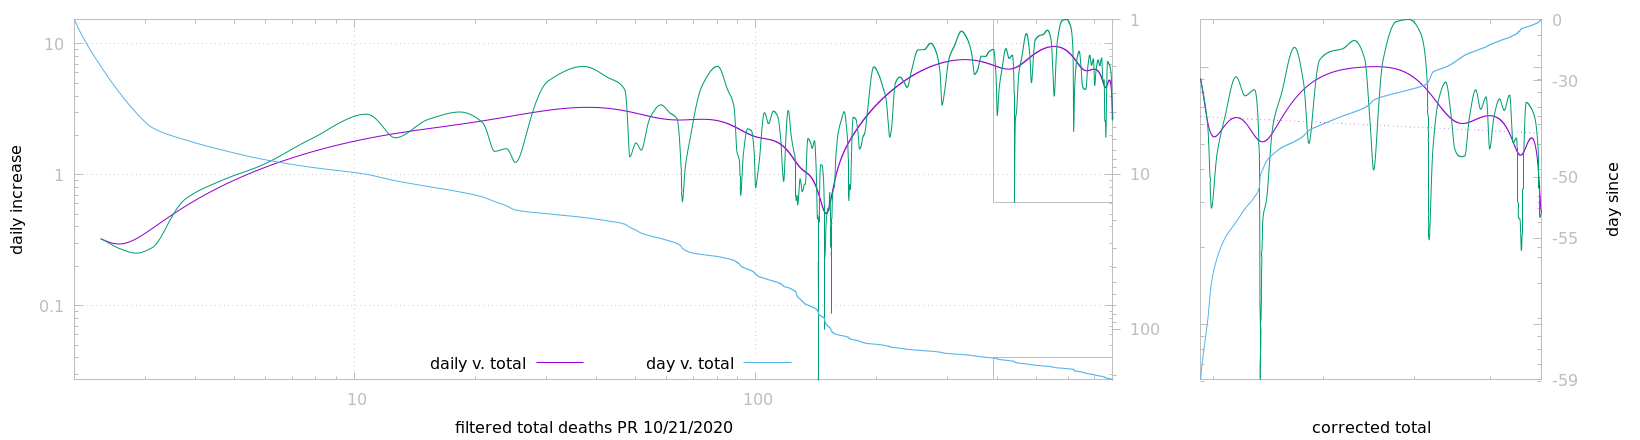 10
1
0.1
daily increase
daily v. total
day v. total
10
100
filtered total deaths PR 10/21/2020
1
10
100
0
-30
-50
-55
-59
day since
corrected total